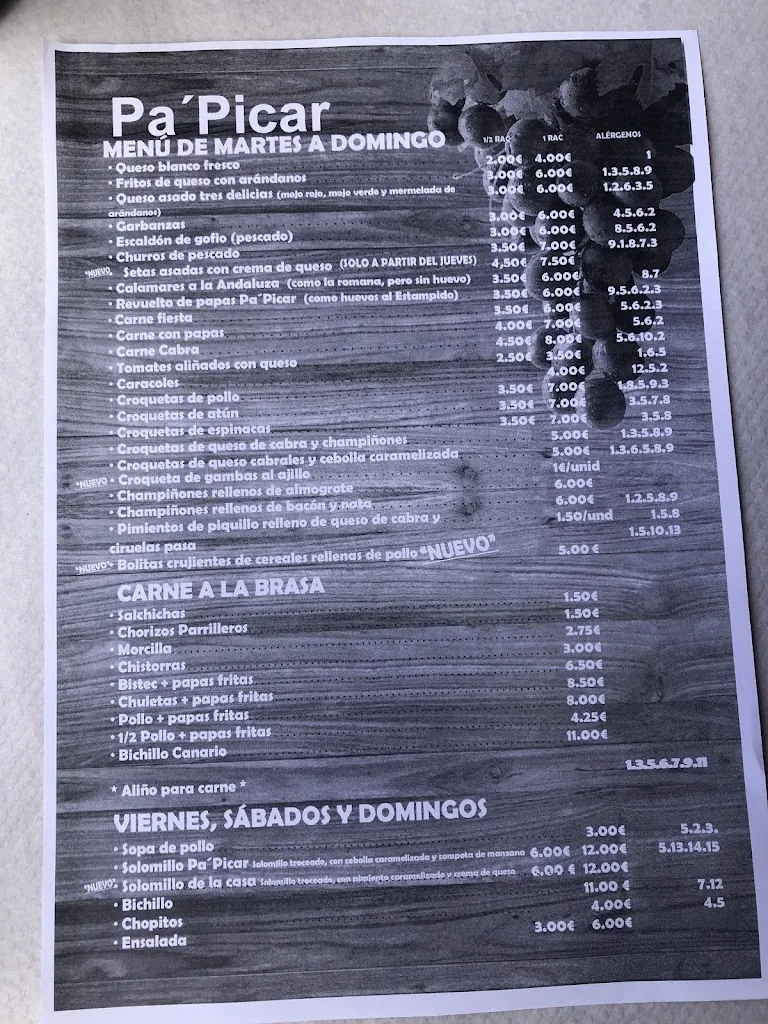 Pa´Picar
MENÚ DE MARTES A DOMINGO 1/2 RAC 1 RAC ALÉRGENOS
· Queso blanco fresco 2.00€ 4.00€ 1
· Fritos de queso con arándanos 3.00€ 6.00€ 1.3.5.8.9
· Queso asado tres delicias (mojo rojo, mojo verde y mermelada de 3.00€ 6.00€ 1.2.6.3.5
arándanos)
· Garbanzas 3.00€ 6.00€ 4.5.6.2
· Escaldón de gofio (pescado) 3.00€ 6.00€ 8.5.6.2
· Churros de pescado 3.50€ 7.00€ 9.1.8.7.3
"NUEVO" Setas asadas con crema de queso (SOLO A PARTIR DEL JUEVES) 4,50€ 7.50€
· Calamares a la Andaluza (como la romana, pero sin huevo) 3.50€ 6.00€ 8.7
· Revuelto de papas Pa´Picar (como huevos al Estampido) 3.50€ 6.00€ 9.5.6.2.3
· Carne fiesta 3.50€ 6.00€ 5.6.2.3
· Carne con papas 4.00€ 7.00€ 5.6.2
· Carne Cabra 4.50€ 8.00€ 5.6.10.2
· Tomates aliñados con queso 2.50€ 3.50€ 1.6.5
· Caracoles 4.00€ 12.5.2
· Croquetas de pollo 3.50€ 7.00€ 1.8.5.9.3
· Croquetas de atún 3.50€ 7.00€ 3.5.7.8
· Croquetas de espinacas 3.50€ 7.00€ 3.5.8
· Croquetas de queso de cabra y champiñones 5.00€ 1.3.5.8.9
· Croquetas de queso cabrales y cebolla caramelizada 5.00€ 1.3.6.5.8.9
"NUEVO · Croqueta de gambas al ajillo 1€/unid
· Champiñones rellenos de almogrote 6.00€
· Champiñones rellenos de bacón y nata 6.00€ 1.2.5.8.9
· Pimientos de piquillo relleno de queso de cabra y 1.50/und 1.5.8
ciruelas pasa 1.5.10.13
"NUEVO"· Bolitas crujientes de cereales rellenas de pollo "NUEVO" 5.00 €
CARNE A LA BRASA
· Salchichas 1.50€
· Chorizos Parrilleros 1.50€
· Morcilla 2.75€
· Chistorras 3.00€
· Bistec + papas fritas 6.50€
· Chuletas + papas fritas 8.50€
· Pollo + papas fritas 8.00€
· 1/2 Pollo + papas fritas 4.25€
· Bichillo Canario 11.00€
* Aliño para carne * 1.3.5.6.7.9.11
VIERNES, SÁBADOS Y DOMINGOS
· Sopa de pollo 3.00€ 5.2.3.
· Solomillo Pa´Picar Solomillo troceado, con cebolla caramelizada y compota de manzana 6.00€ 12.00€ 5.13.14.15
"NUEVO" Solomillo de la casa Solomillo troceado, con pimiento caramelizado y crema de queso 6.00 € 12.00€
· Bichillo 11.00 € 7.12
· Chopitos 4.00€ 4.5
· Ensalada 3.00€ 6.00€